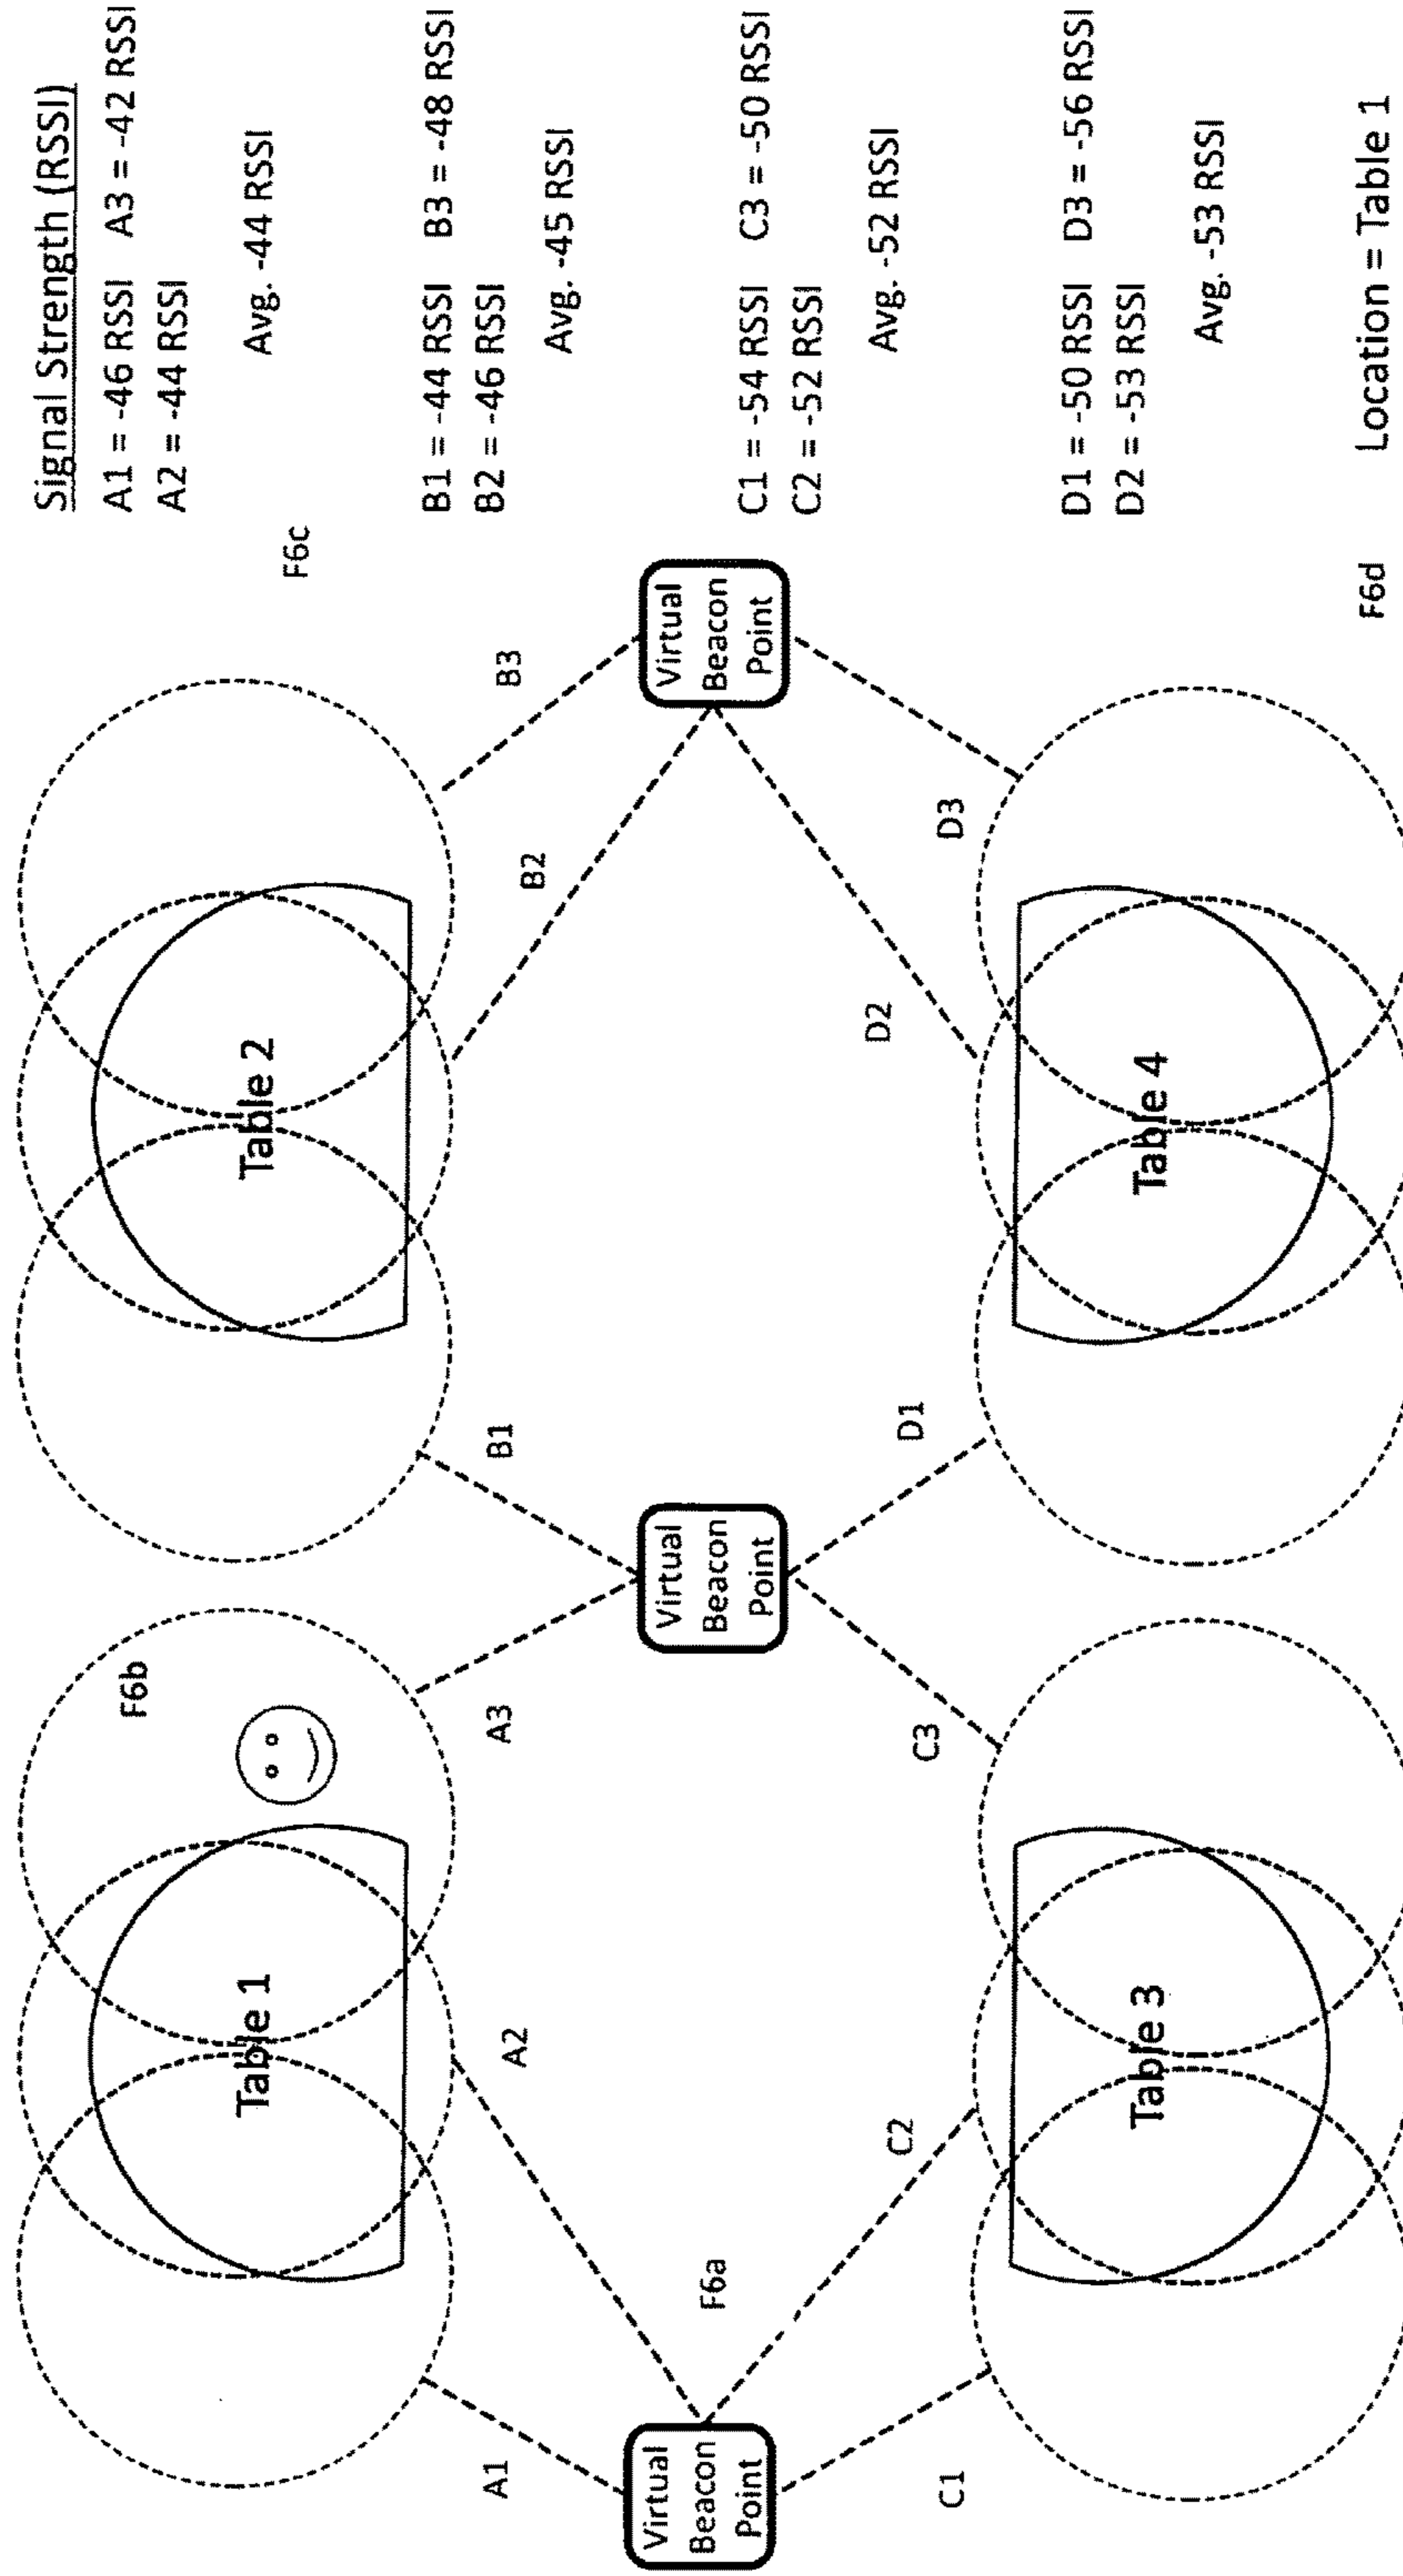 Signal Strength (RSSI)
A1 = -46 RSSI A3 = -42 RSSI
A2 = -44 RSSI
Avg. -44 RSSI
F6c
B1 = -44 RSSI B3 = -48 RSSI
B2 = -46 RSSI
Avg. -45 RSSI
C1 = -54 RSSI C3 = -50 RSSI
C2 = -52 RSSI
Avg. -52 RSSI
D1 = -50 RSSI D3 = -56 RSSI
D2 = -53 RSSI
Avg. -53 RSSI
F6d
Location = Table 1
F6b
Table 1
Table 2
A1
A2
A3
B1
B2
B3
Virtual
Beacon
Point
F6a
Virtual
Beacon
Point
Virtual
Beacon
Point
C1
C2
C3
D1
D2
D3
Table 3
Table 4